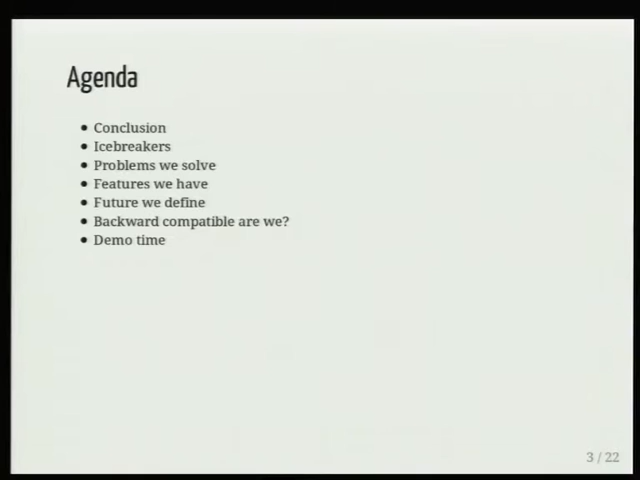 Agenda
• Conclusion
• Icebreakers
• Problems we solve
• Features we have
• Future we define
• Backward compatible are we?
• Demo time
3 / 22